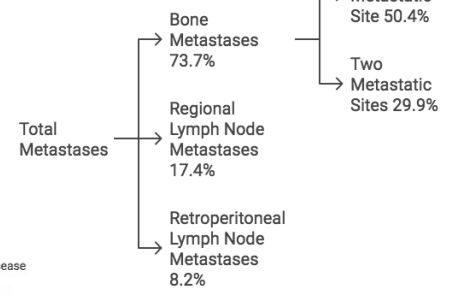 Site 50.4%
Bone
Metastases
73.7%
Two
Metastatic
Sites 29.9%
Regional
Lymph Node
Metastases
17.4%
Total
Metastases
Retroperitoneal
Lymph Node
Metastases
8.2%